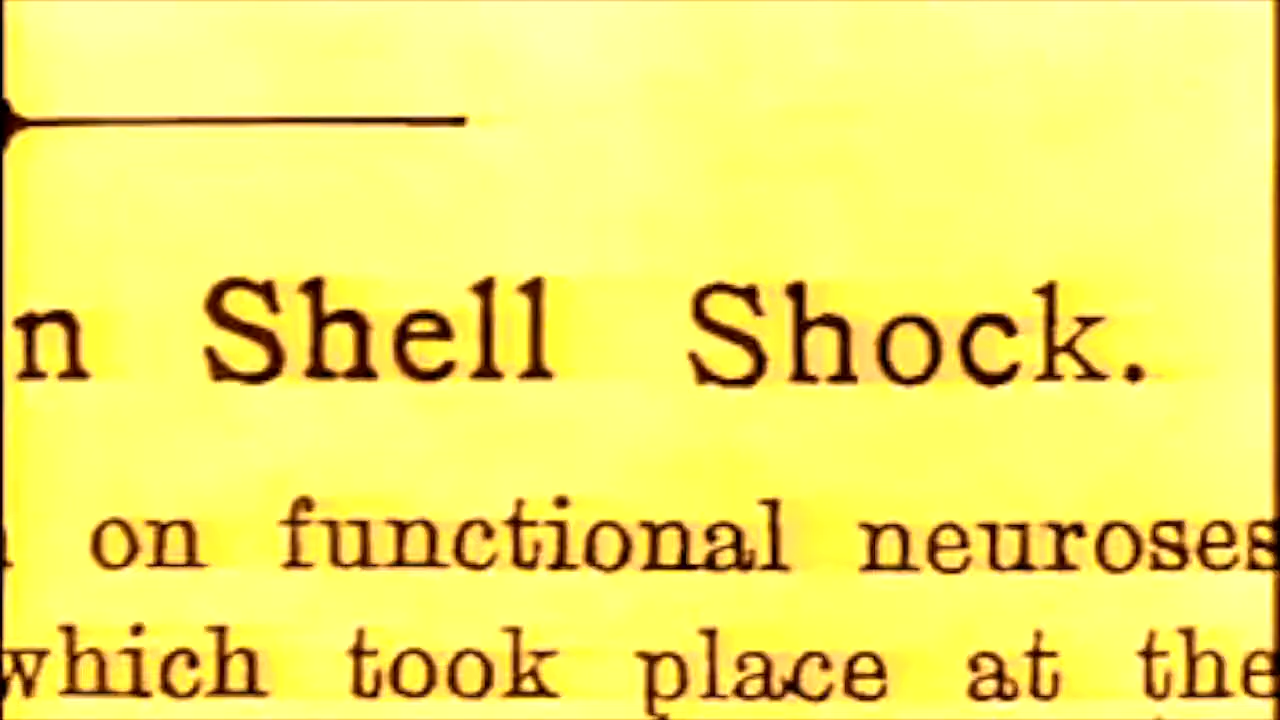 n Shell Shock.
on functional neuroses
which took place at the